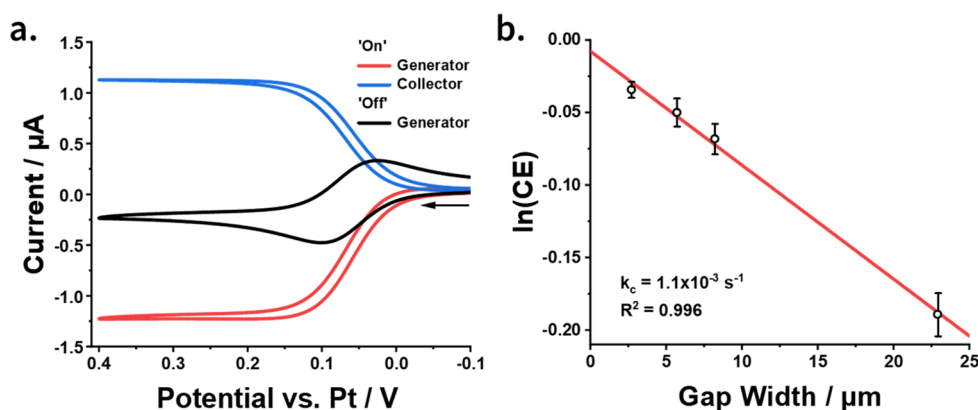 a.
1.5
1.0
0.5
0.0
-0.5
-1.0
-1.5
Current / µA
'On'
Generator
Collector
'Off'
Generator
0.4 0.3 0.2 0.1 0.0 -0.1
Potential vs. Pt / V
b.
0.00
-0.05
-0.10
-0.15
-0.20
ln(CE)
k_c = 1.1x10⁻³ s⁻¹
R² = 0.996
0 5 10 15 20 25
Gap Width / µm